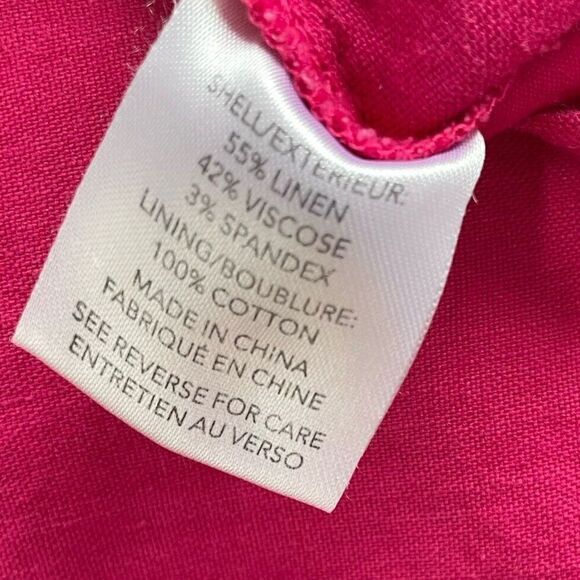 SHELL/EXTERIEUR:
55% LINEN
42% VISCOSE
3% SPANDEX
LINING/BOUBLURE:
100% COTTON
MADE IN CHINA
FABRIQUÉ EN CHINE
SEE REVERSE FOR CARE
ENTRETIEN AU VERSO